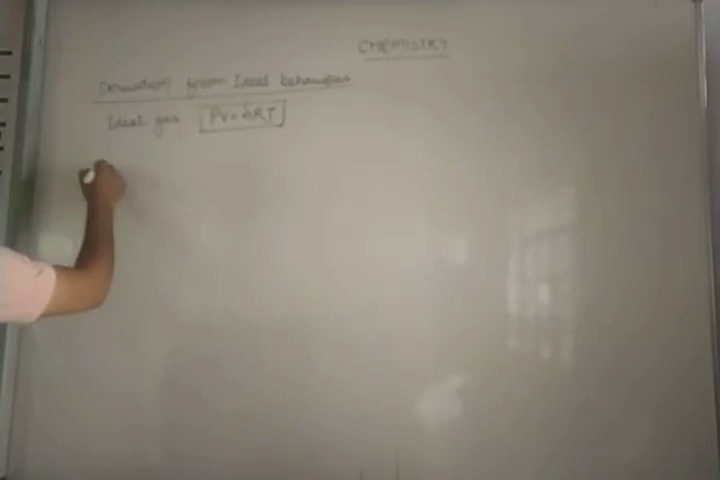 CHEMISTRY
Deviation from Ideal behaviour
Ideal gas PV = nRT